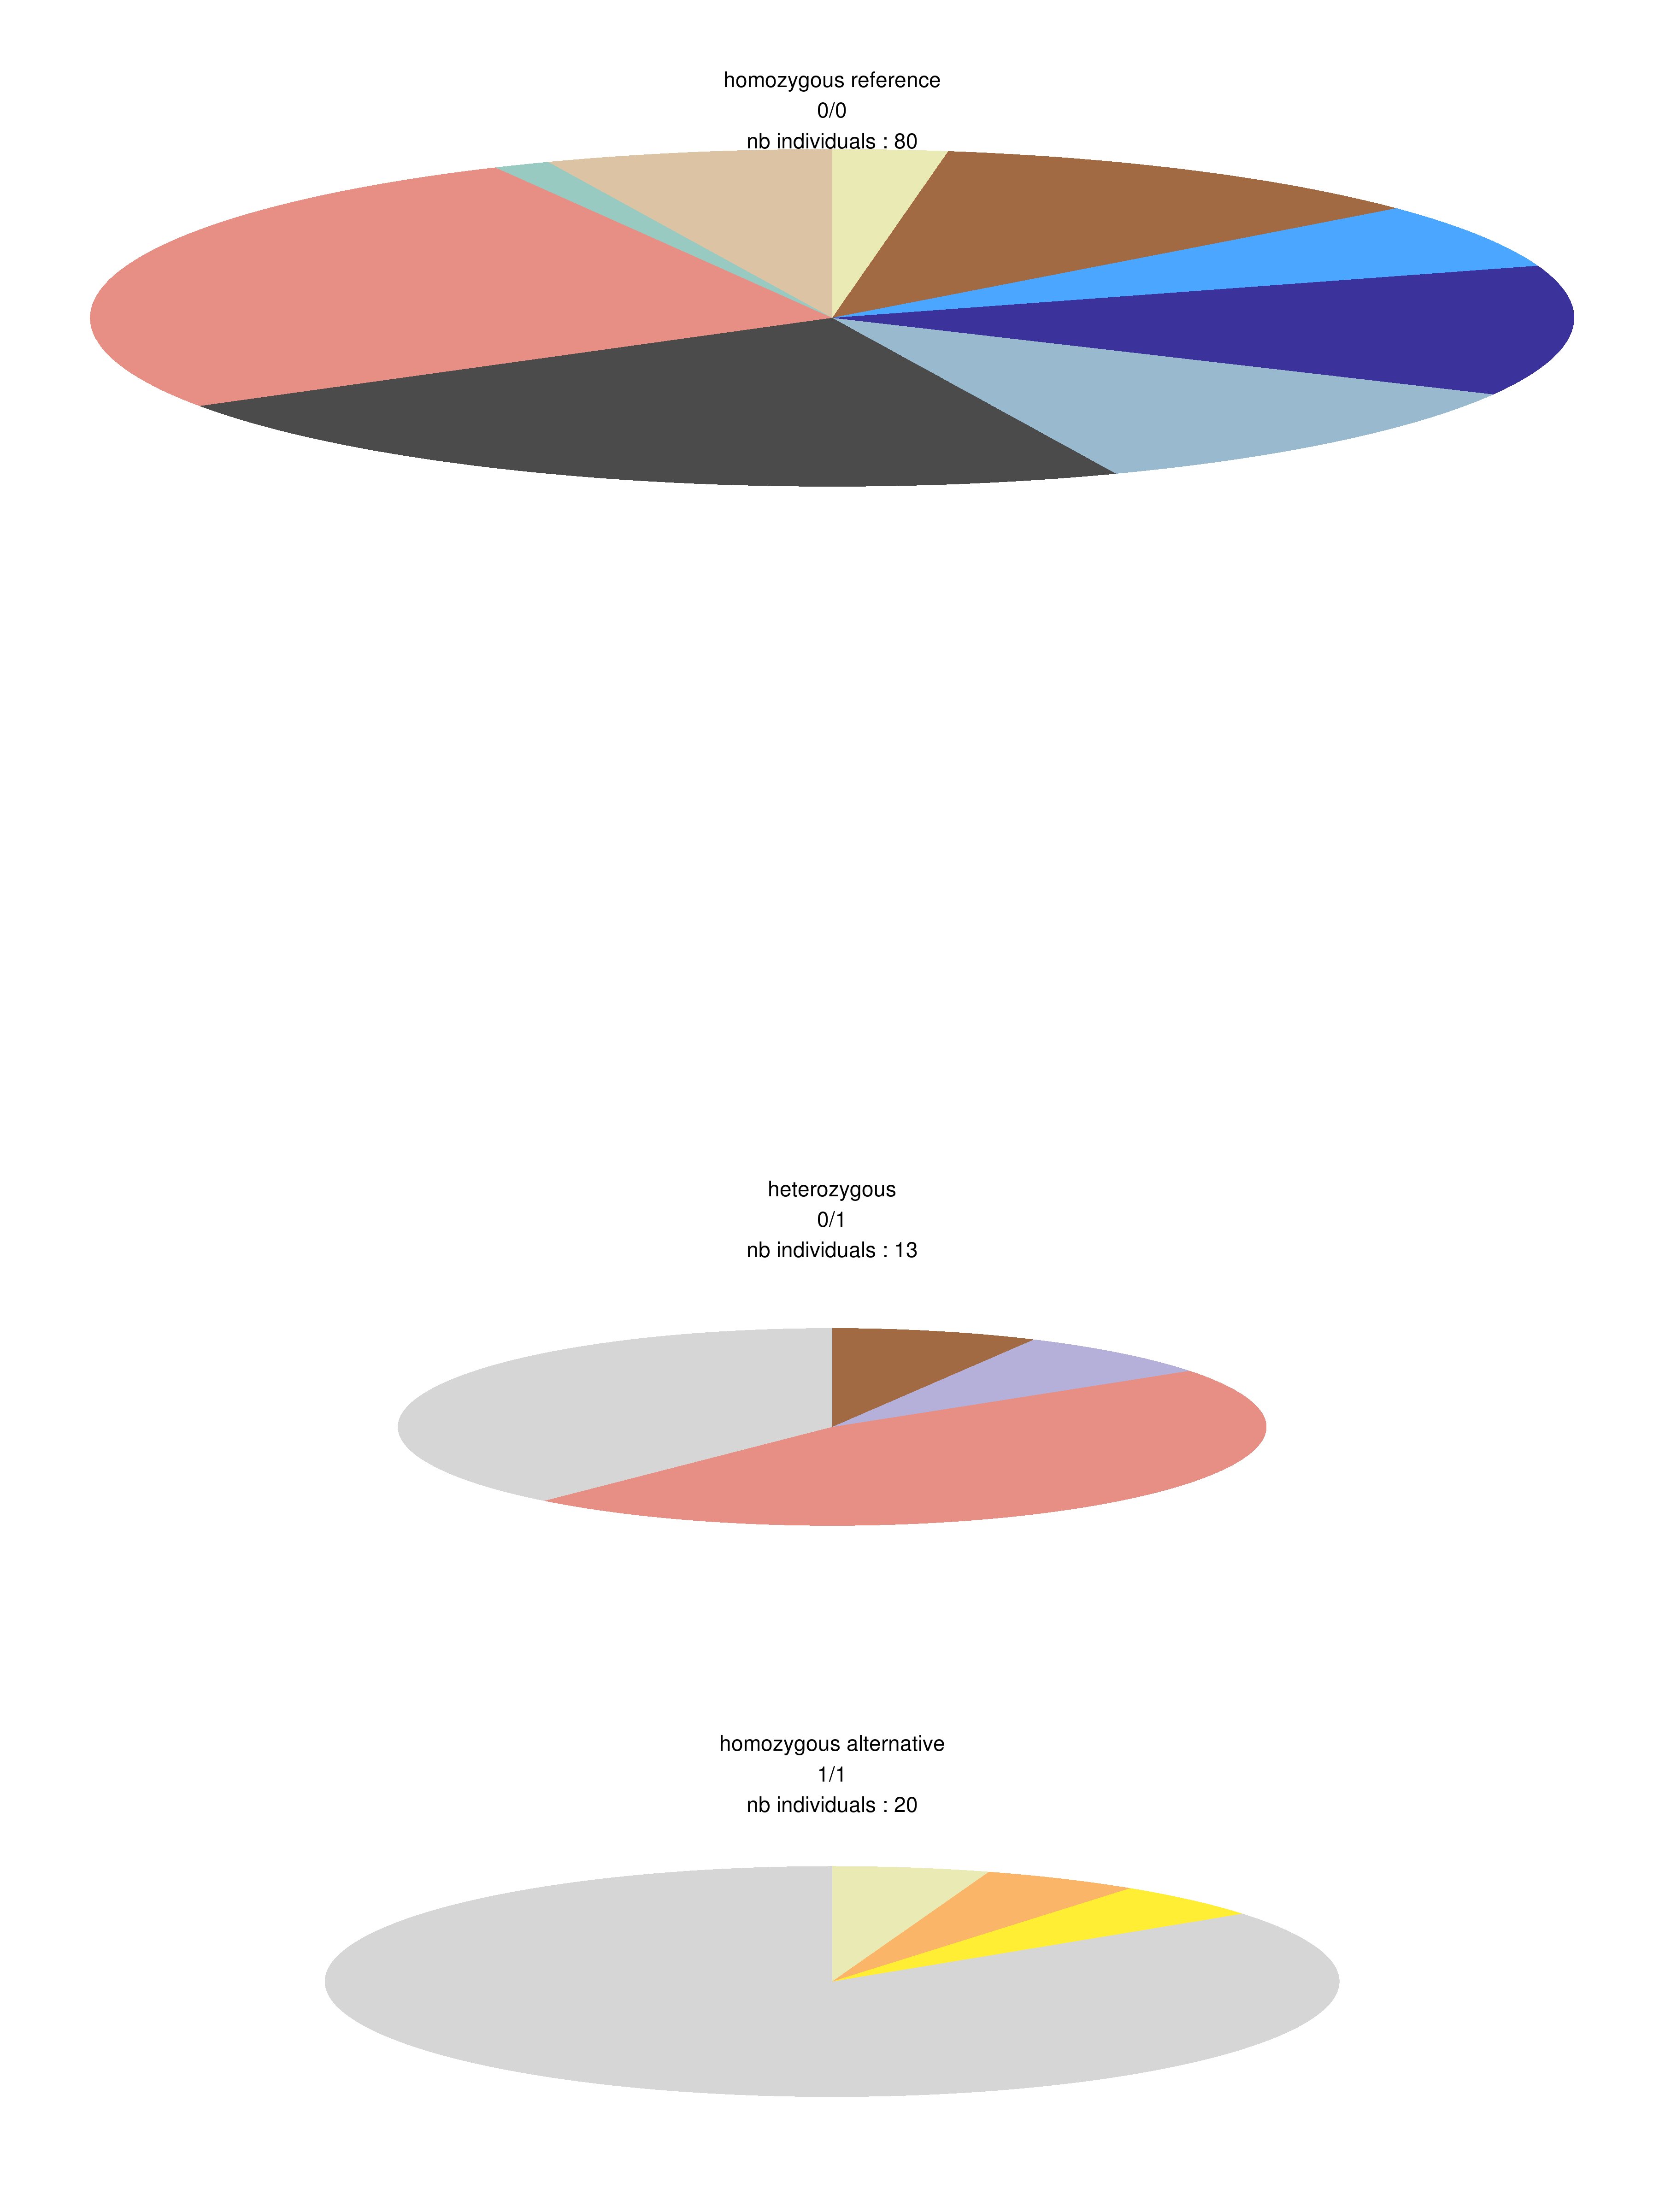 homozygous reference
0/0
nb individuals : 80
heterozygous
0/1
nb individuals : 13
homozygous alternative
1/1
nb individuals : 20